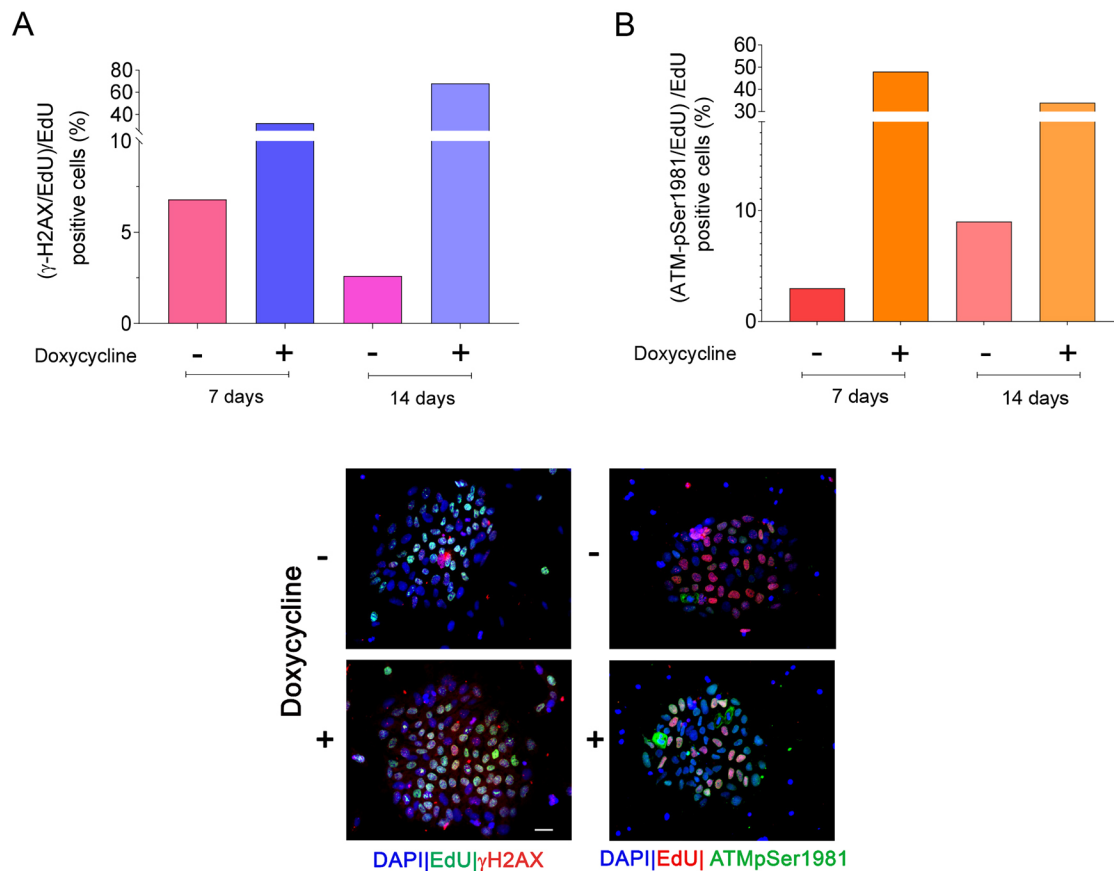 A
(γ-H2AX/EdU)/EdU
positive cells (%)
80
60
40
10
5
0
Doxycycline - + - +
7 days 14 days
B
(ATM-pSer1981/EdU) /EdU
positive cells (%)
60
50
40
30
10
0
Doxycycline - + - +
7 days 14 days
Doxycycline
- -
+ +
DAPI|EdU|γH2AX
DAPI|EdU| ATMpSer1981